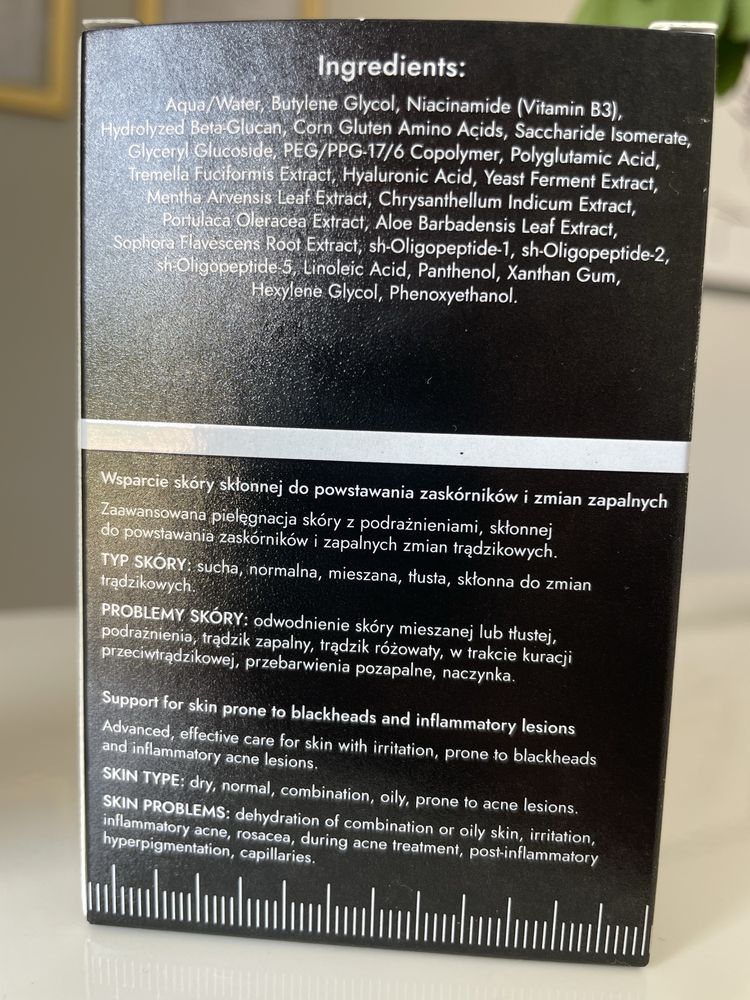 Ingredients:
Aqua/Water, Butylene Glycol, Niacinamide (Vitamin B3),
Hydrolyzed Beta-Glucan, Corn Gluten Amino Acids, Saccharide Isomerate,
Glyceryl Glucoside, PEG/PPG-17/6 Copolymer, Polyglutamic Acid,
Tremella Fuciformis Extract, Hyaluronic Acid, Yeast Ferment Extract,
Mentha Arvensis Leaf Extract, Chrysanthellum Indicum Extract,
Portulaca Oleracea Extract, Aloe Barbadensis Leaf Extract,
Sophora Flavescens Root Extract, sh-Oligopeptide-1, sh-Oligopeptide-2,
sh-Oligopeptide-5, Linoleic Acid, Panthenol, Xanthan Gum,
Hexylene Glycol, Phenoxyethanol.
Wsparcie skóry skłonnej do powstawania zaskórników i zmian zapalnych
Zaawansowana pielęgnacja skóry z podrażnieniami, skłonnej
do powstawania zaskórników i zapalnych zmian trądzikowych.
TYP SKÓRY: sucha, normalna, mieszana, tłusta, skłonna do zmian
trądzikowych.
PROBLEMY SKÓRY: odwodnienie skóry mieszanej lub tłustej,
podrażnienia, trądzik zapalny, trądzik różowaty, w trakcie kuracji
przeciwtrądzikowej, przebarwienia pozapalne, naczynka.
Support for skin prone to blackheads and inflammatory lesions
Advanced, effective care for skin with irritation, prone to blackheads
and inflammatory acne lesions.
SKIN TYPE: dry, normal, combination, oily, prone to acne lesions.
SKIN PROBLEMS: dehydration of combination or oily skin, irritation,
inflammatory acne, rosacea, during acne treatment, post-inflammatory
hyperpigmentation, capillaries.